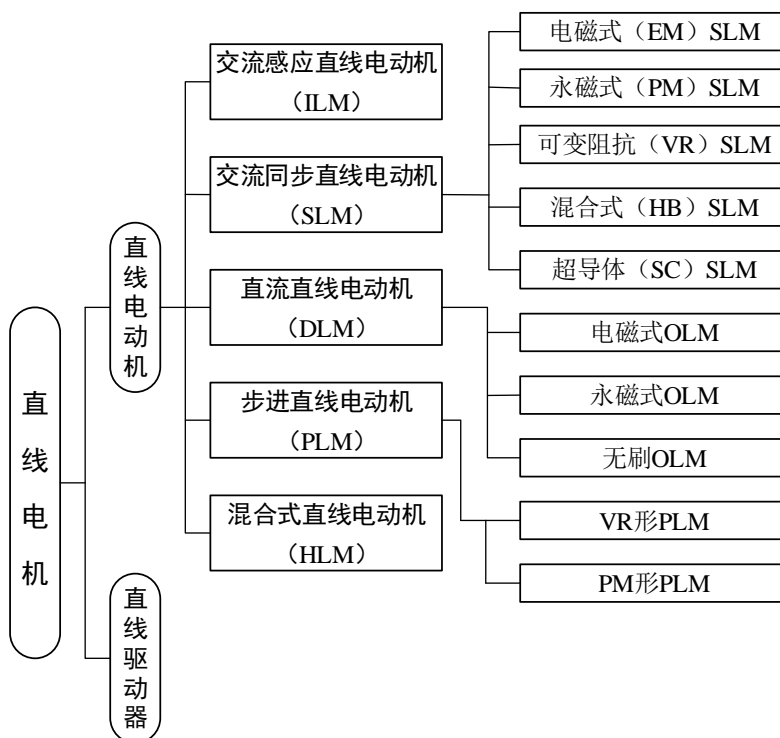 直线电机
直线电动机
直线驱动器
交流感应直线电动机
（ILM）
交流同步直线电动机
（SLM）
直流直线电动机
（DLM）
步进直线电动机
（PLM）
混合式直线电动机
（HLM）
电磁式（EM）SLM
永磁式（PM）SLM
可变阻抗（VR）SLM
混合式（HB）SLM
超导体（SC）SLM
电磁式OLM
永磁式OLM
无刷OLM
VR形PLM
PM形PLM